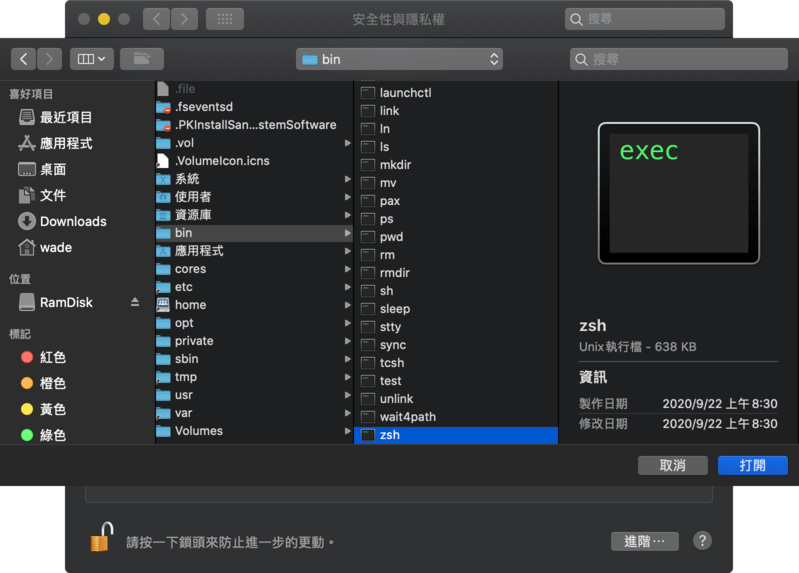 安全性與隱私權
搜尋
bin
搜尋
喜好項目
最近項目
應用程式
桌面
文件
Downloads
wade
位置
RamDisk
標記
紅色
橙色
黃色
綠色
.file
.fseventsd
.PKInstallSan...stemSoftware
.vol
.VolumeIcon.icns
系統
使用者
資源庫
bin
應用程式
cores
etc
home
opt
private
sbin
tmp
usr
var
Volumes
launchctl
link
ln
ls
mkdir
mv
pax
ps
pwd
rm
rmdir
sh
sleep
stty
sync
tcsh
test
unlink
wait4path
zsh
exec
zsh
Unix執行檔 - 638 KB
資訊
製作日期 2020/9/22 上午8:30
修改日期 2020/9/22 上午8:30
取消
打開
請按一下鎖頭來防止進一步的更動。
進階…
?